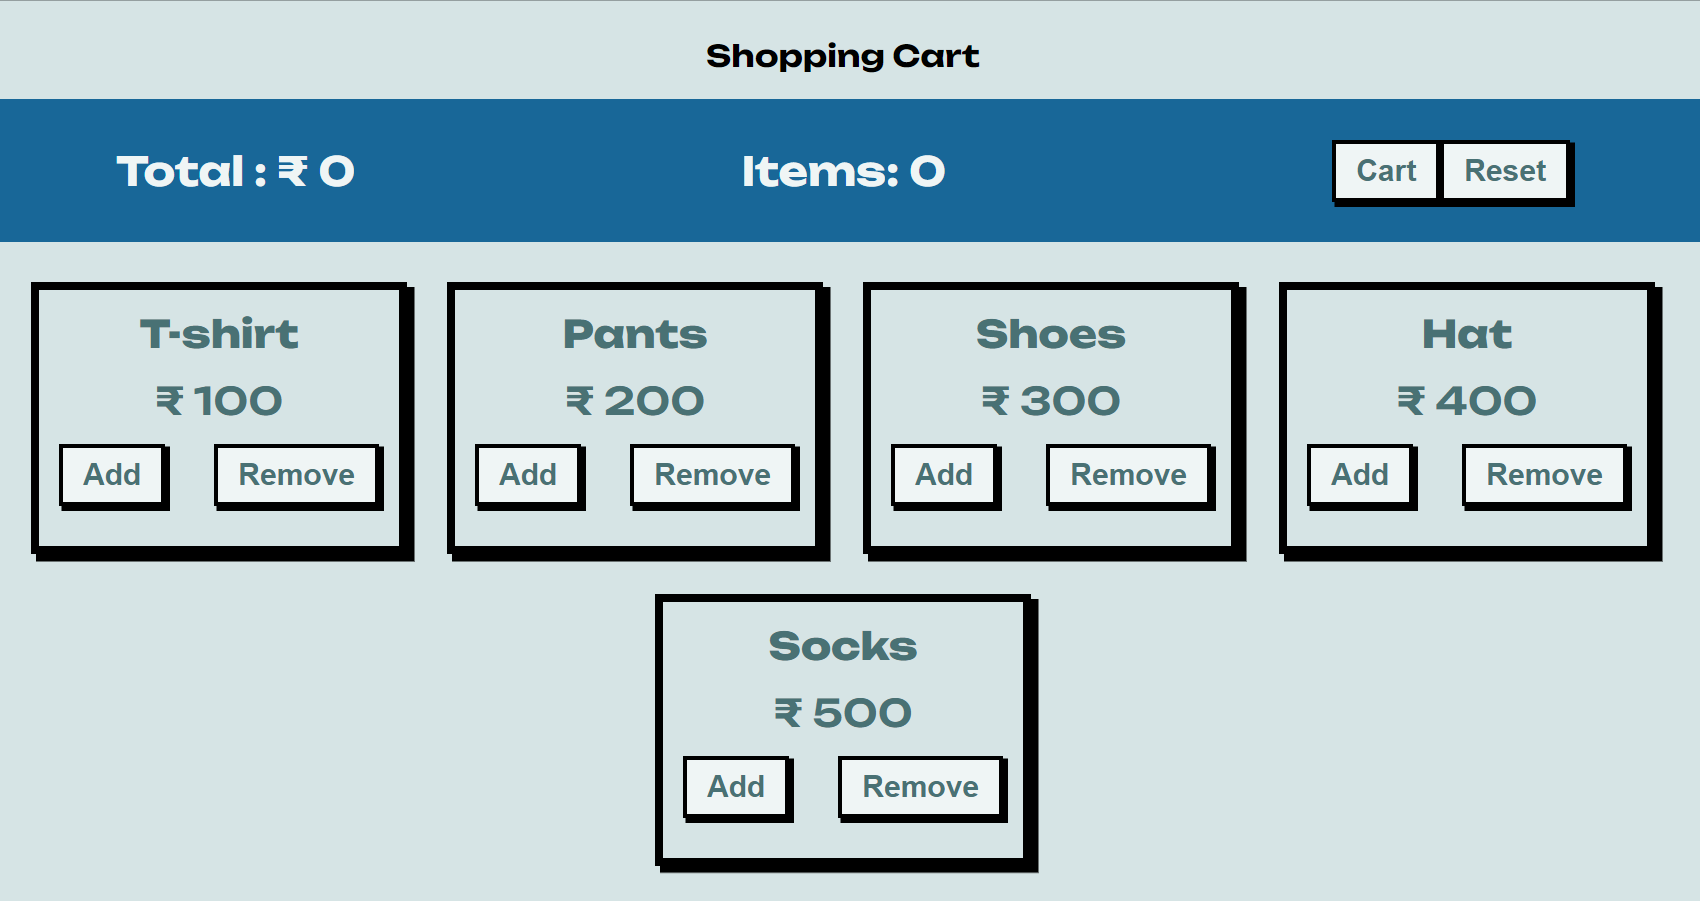 Shopping Cart
Total : ₹ 0 Items: 0 Cart Reset
T-shirt Pants Shoes Hat
₹ 100 ₹ 200 ₹ 300 ₹ 400
Add Remove Add Remove Add Remove Add Remove
Socks
₹ 500
Add Remove